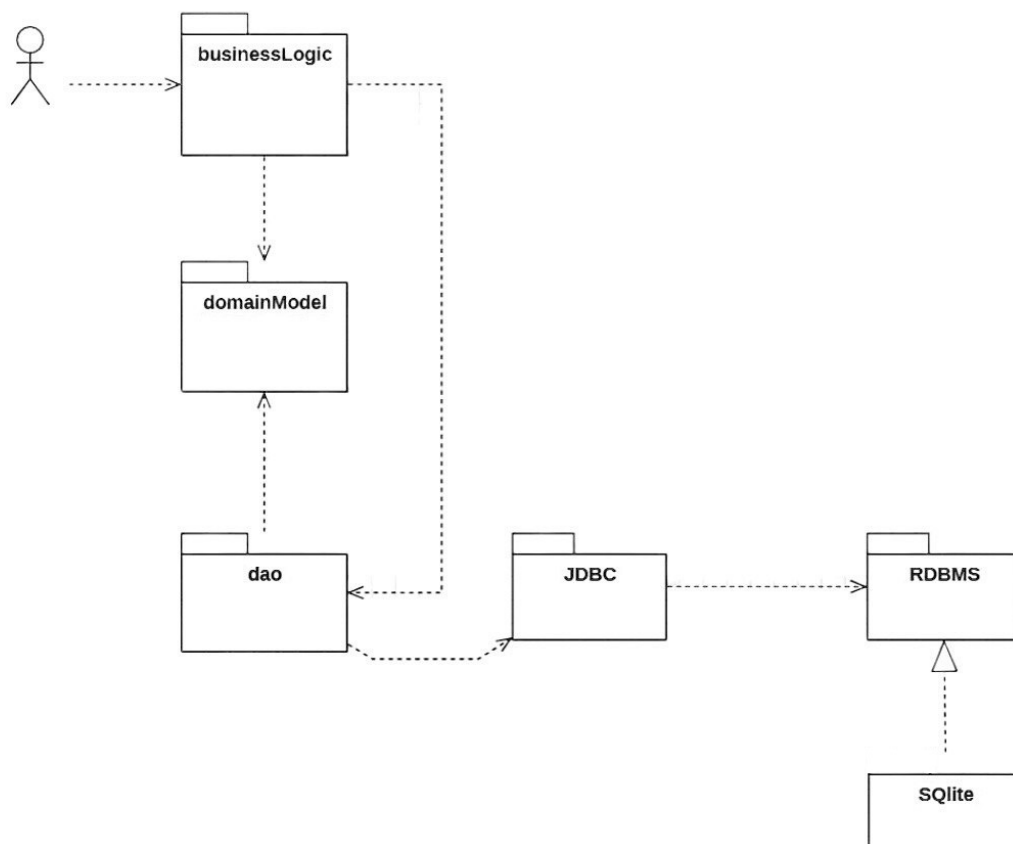 businessLogic
domainModel
dao
JDBC
RDBMS
SQlite